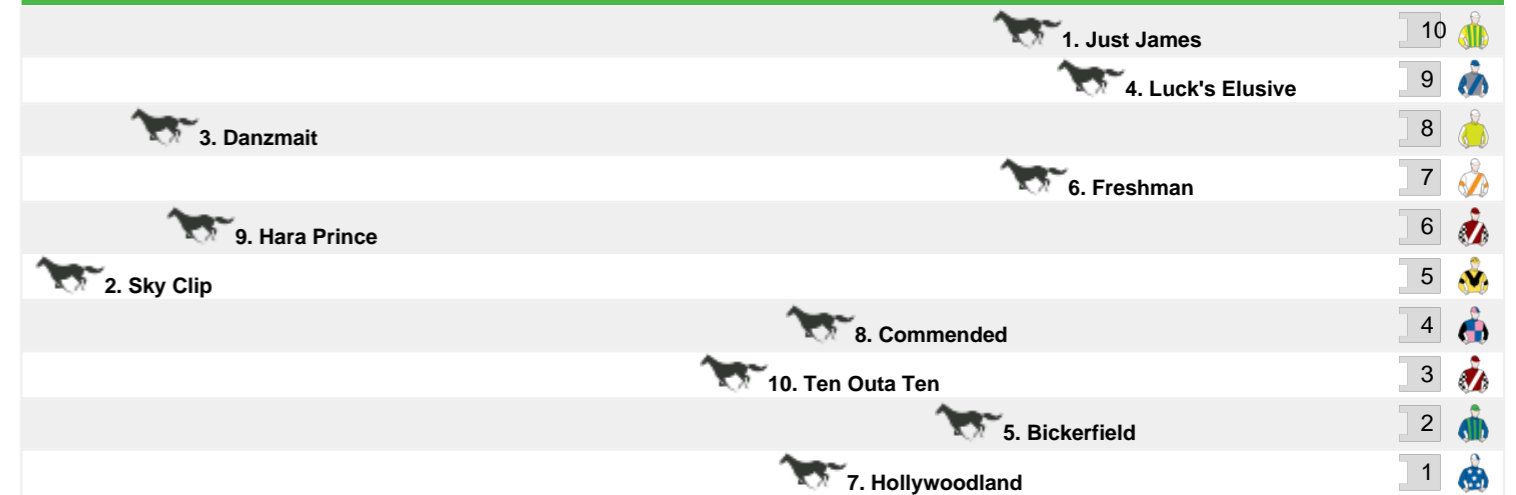 1. Just James 10
4. Luck's Elusive 9
3. Danzmait 8
6. Freshman 7
9. Hara Prince 6
2. Sky Clip 5
8. Commended 4
10. Ten Outa Ten 3
5. Bickerfield 2
7. Hollywoodland 1